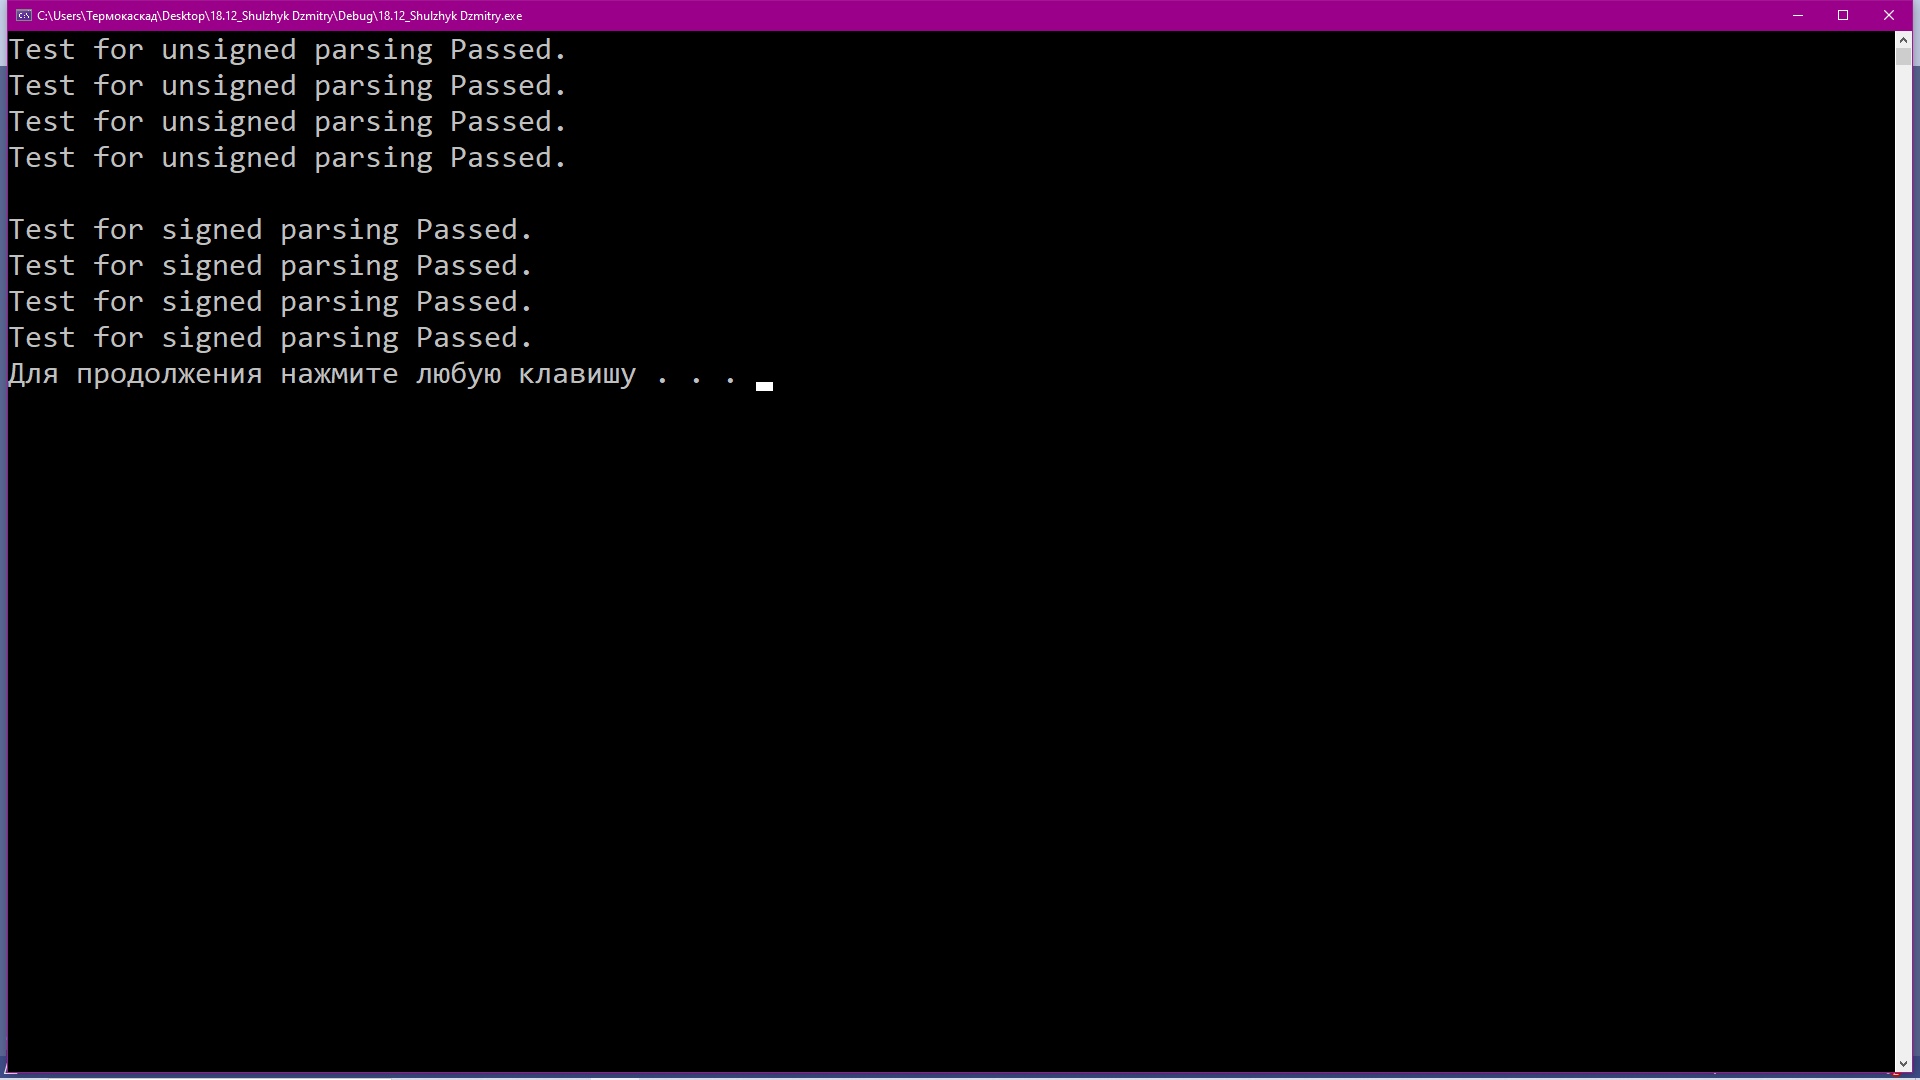 C:\Users\Термокаскад\Desktop\18.12_Shulzhyk Dzmitry\Debug\18.12_Shulzhyk Dzmitry.exe
Test for unsigned parsing Passed.
Test for unsigned parsing Passed.
Test for unsigned parsing Passed.
Test for unsigned parsing Passed.
Test for signed parsing Passed.
Test for signed parsing Passed.
Test for signed parsing Passed.
Test for signed parsing Passed.
Для продолжения нажмите любую клавишу . . .